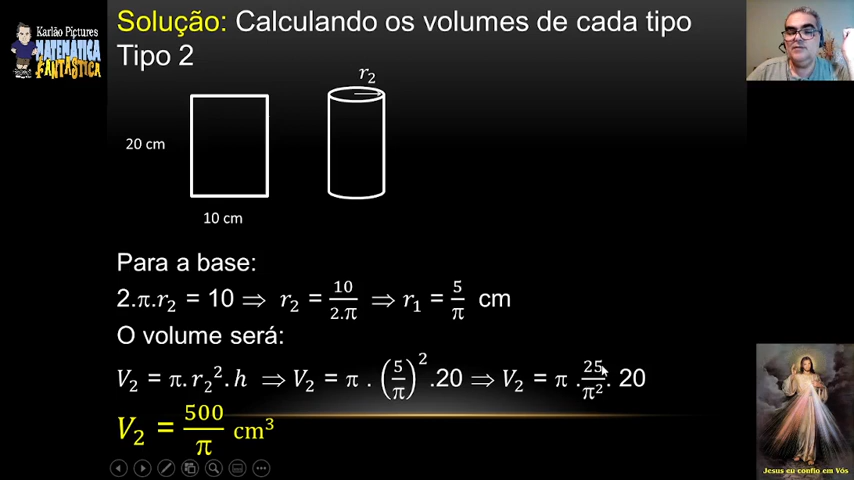 Solução: Calculando os volumes de cada tipo
Tipo 2
Karlão Pictures
MATEMÁTICA
FANTÁSTICA
r₂
20 cm
10 cm
Para a base:
2.π.r₂ = 10 ⟹ r₂ = 10/2.π ⟹ r₁ = 5/π cm
O volume será:
V₂ = π.r₂².h ⟹ V₂ = π . (5/π)².20 ⟹ V₂ = π . 25/π² . 20
V₂ = 500/π cm³
Jesus eu confio em Vós